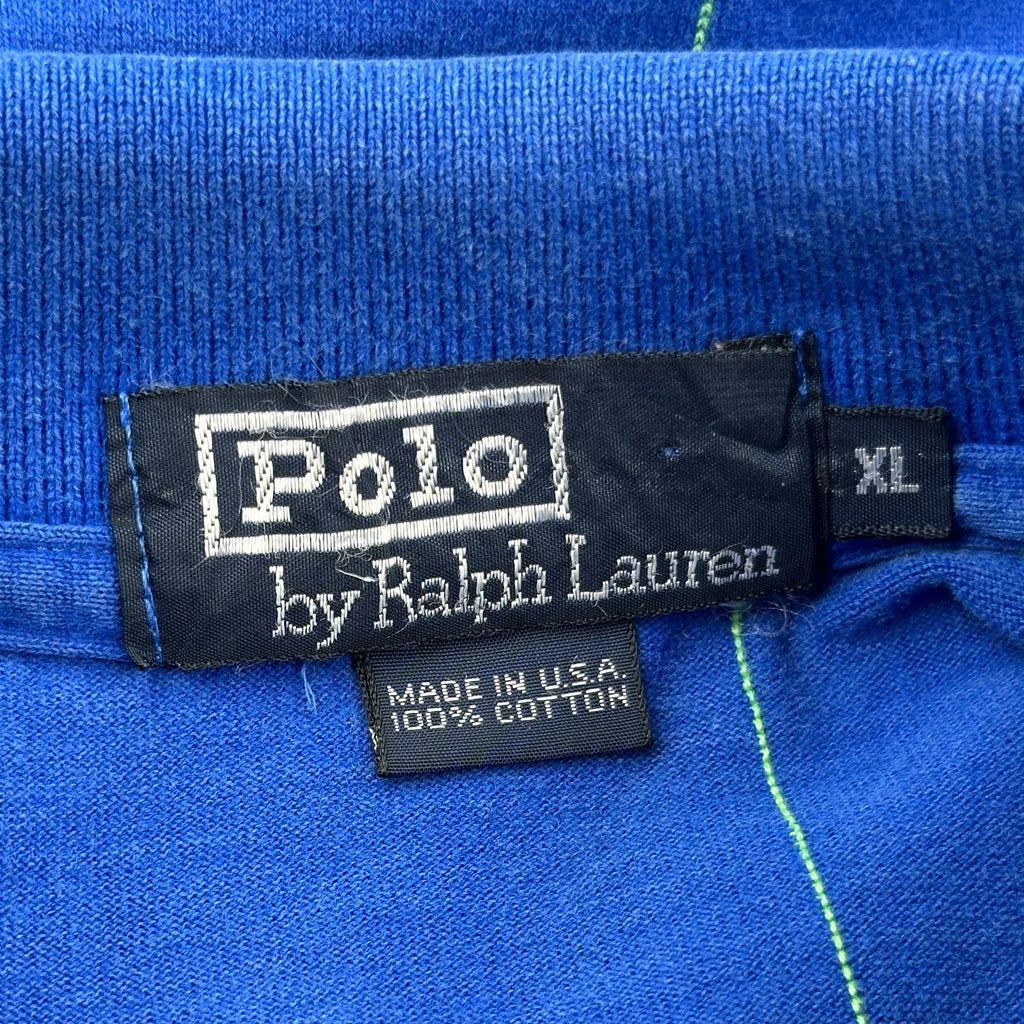 Polo
by Ralph Lauren
XL
MADE IN U.S.A.
100% COTTON